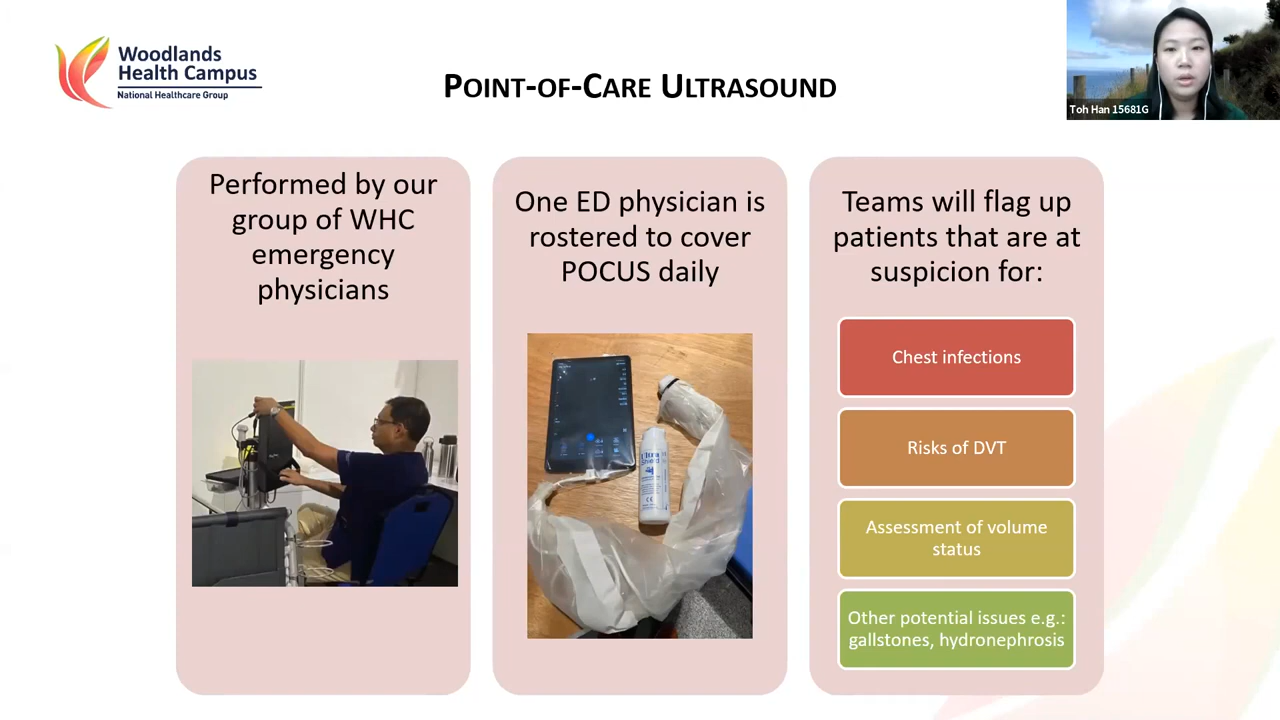 Woodlands
Health Campus
National Healthcare Group
POINT-OF-CARE ULTRASOUND
Toh Han 15681G
Performed by our
group of WHC
emergency
physicians
One ED physician is
rostered to cover
POCUS daily
Teams will flag up
patients that are at
suspicion for:
Chest infections
Risks of DVT
Assessment of volume
status
Other potential issues e.g.:
gallstones, hydronephrosis